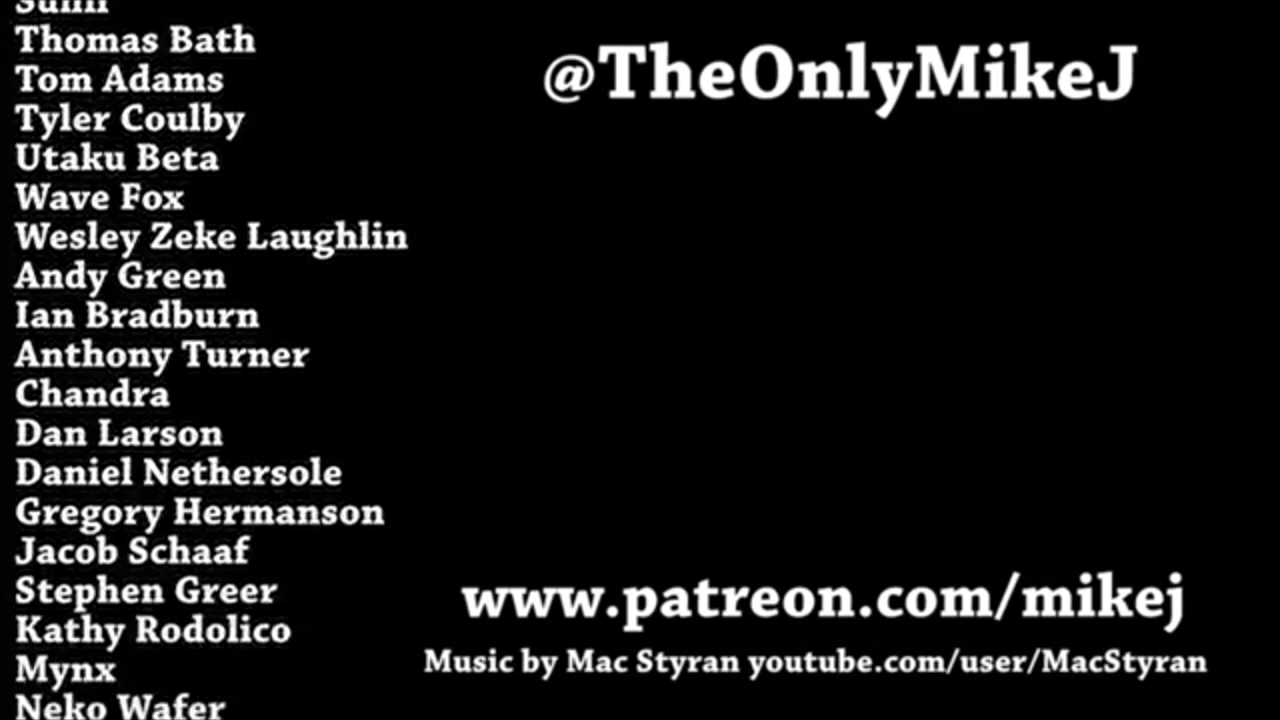 Thomas Bath
Tom Adams
Tyler Coulby
Utaku Beta
Wave Fox
Wesley Zeke Laughlin
Andy Green
Ian Bradburn
Anthony Turner
Chandra
Dan Larson
Daniel Nethersole
Gregory Hermanson
Jacob Schaaf
Stephen Greer
Kathy Rodolico
Mynx
Neko Wafer
@TheOnlyMikeJ
www.patreon.com/mikej
Music by Mac Styran youtube.com/user/MacStyran